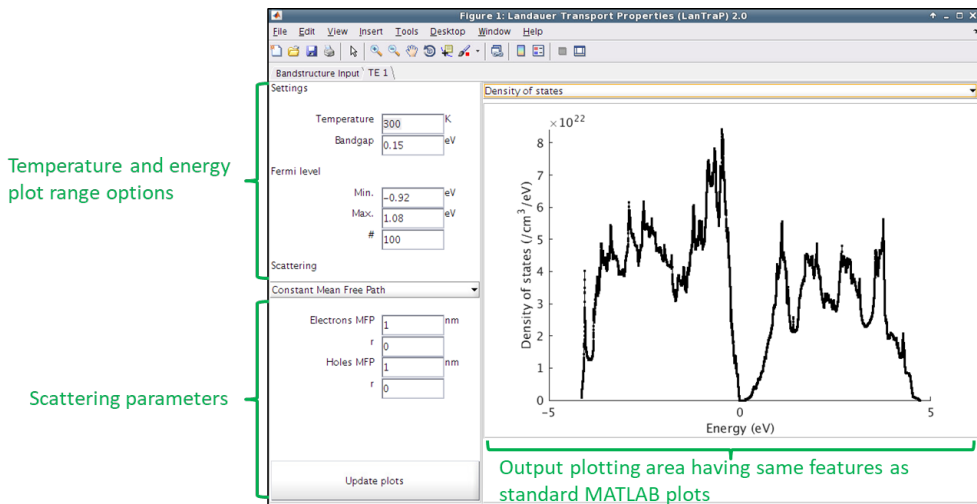 Figure 1: Landauer Transport Properties (LanTraP) 2.0
File Edit View Insert Tools Desktop Window Help
Bandstructure Input TE 1
Settings
Temperature 300 K
Bandgap 0.15 eV
Fermi level
Min. −0.92 eV
Max. 1.08 eV
# 100
Scattering
Constant Mean Free Path
Electrons MFP 1 nm
r 0
Holes MFP 1 nm
r 0
Update plots
Temperature and energy
plot range options
Scattering parameters
Density of states
×10²²
8
7
6
5
4
3
2
1
0
Density of states (/cm³/eV)
−5 0 5
Energy (eV)
Output plotting area having same features as
standard MATLAB plots